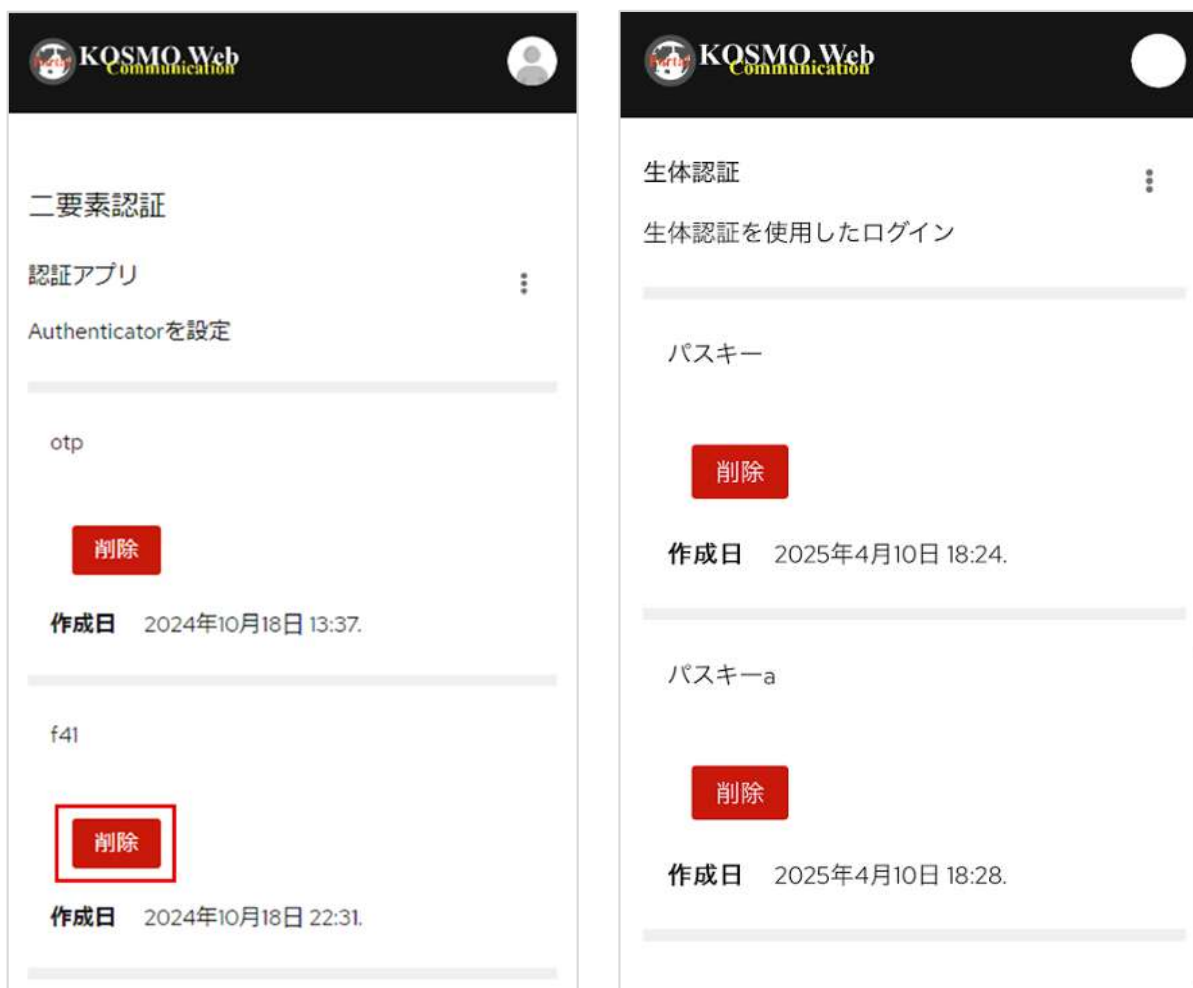 Portal KOSMO Web
Communication
二要素認証
認証アプリ
Authenticatorを設定
otp
削除
作成日 2024年10月18日 13:37.
f41
削除
作成日 2024年10月18日 22:31.
Portal KOSMO Web
Communication
生体認証
生体認証を使用したログイン
パスキー
削除
作成日 2025年4月10日 18:24.
パスキーa
削除
作成日 2025年4月10日 18:28.